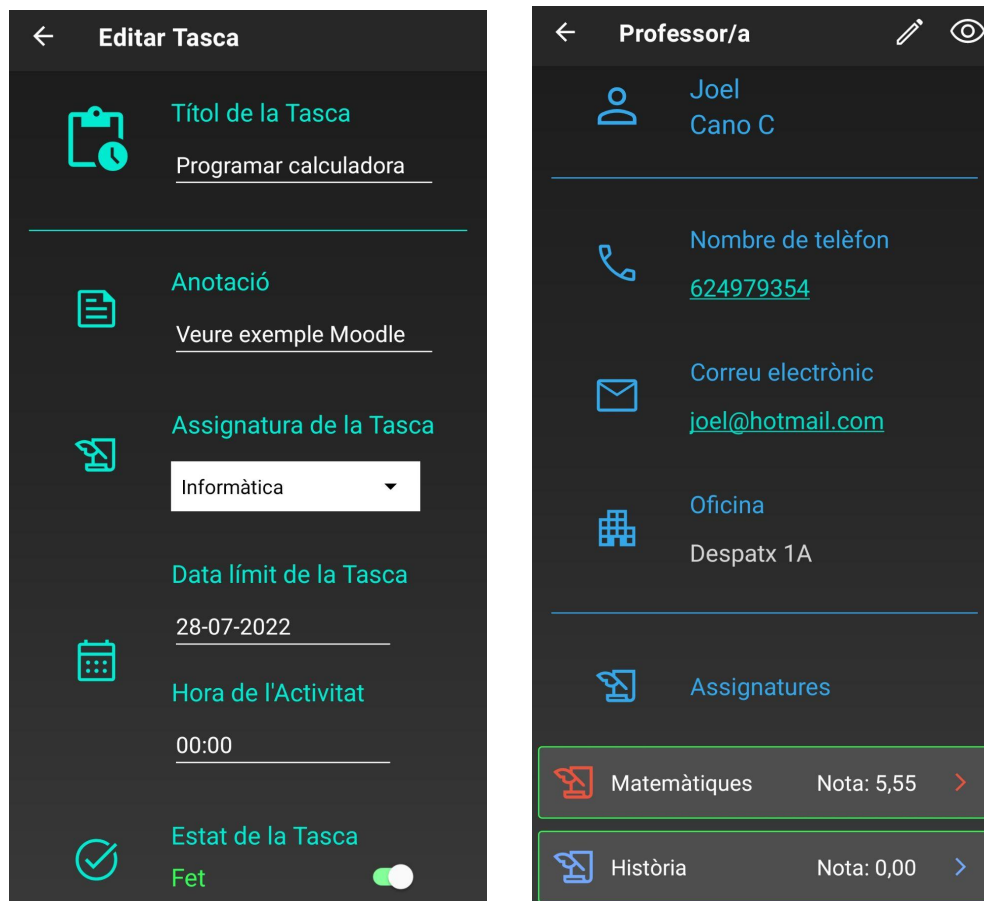 Editar Tasca
Títol de la Tasca
Programar calculadora
Anotació
Veure exemple Moodle
Assignatura de la Tasca
Informàtica
Data límit de la Tasca
28-07-2022
Hora de l'Activitat
00:00
Estat de la Tasca
Fet
Professor/a
Joel
Cano C
Nombre de telèfon
624979354
Correu electrònic
joel@hotmail.com
Oficina
Despatx 1A
Assignatures
Matemàtiques Nota: 5,55
Història Nota: 0,00